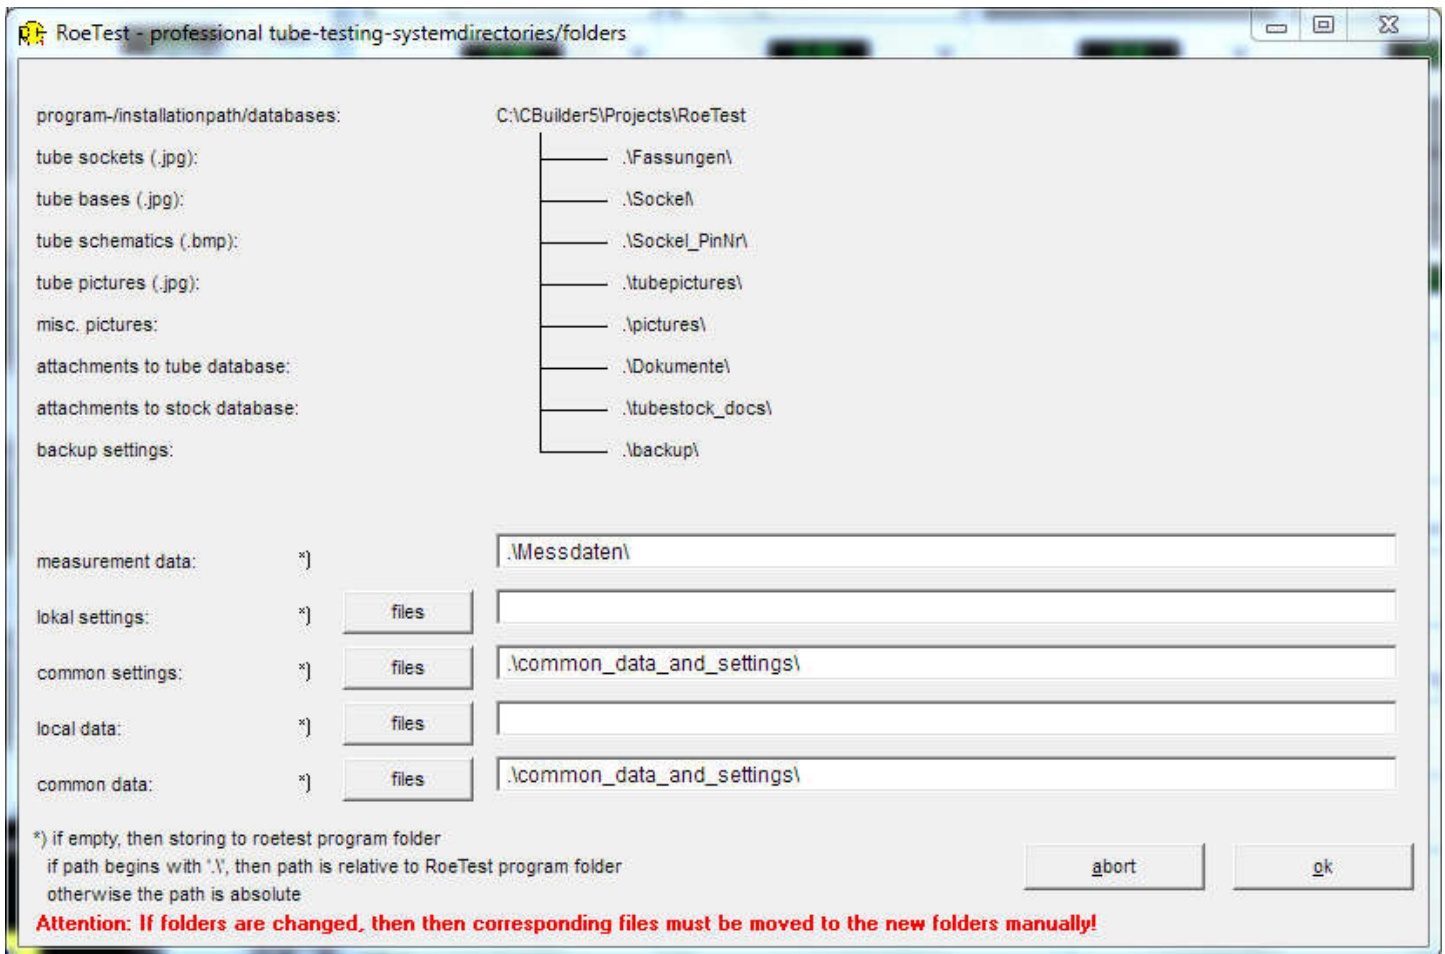 RoeTest - professional tube-testing-systemdirectories/folders
program-/installationpath/databases: C:\CBuilder5\Projects\RoeTest
tube sockets (.jpg): .\Fassungen\
tube bases (.jpg): .\Sockel\
tube schematics (.bmp): .\Sockel_PinNr\
tube pictures (.jpg): .\tubepictures\
misc. pictures: .\pictures\
attachments to tube database: .\Dokumente\
attachments to stock database: .\tubestock_docs\
backup settings: .\backup\
measurement data: *) .\Messdaten\
lokal settings: *) files
common settings: *) files .\common_data_and_settings\
local data: *) files
common data: *) files .\common_data_and_settings\
*) if empty, then storing to roetest program folder
if path begins with '.\', then path is relative to RoeTest program folder
otherwise the path is absolute
abort ok
Attention: If folders are changed, then then corresponding files must be moved to the new folders manually!